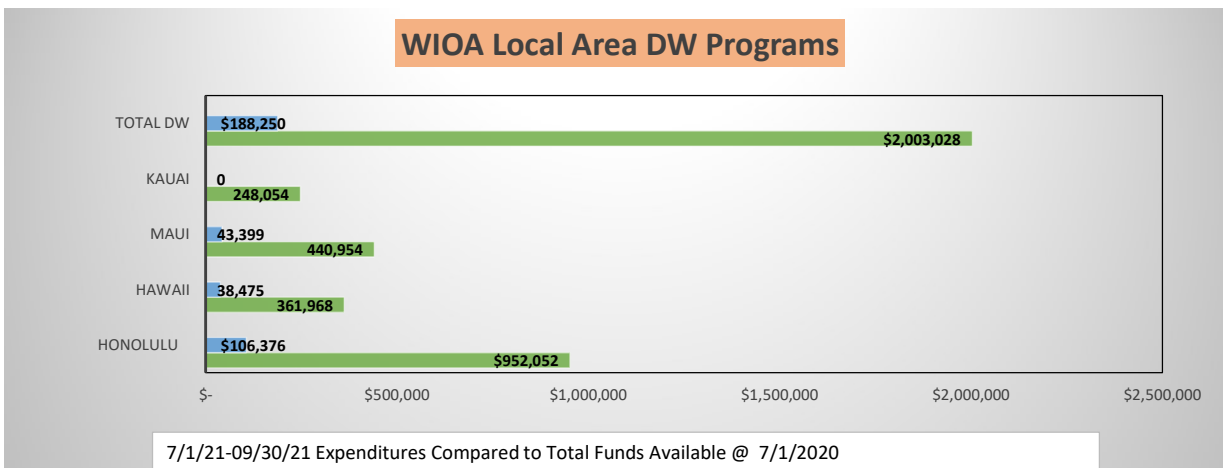 WIOA Local Area DW Programs
TOTAL DW
$188,250
$2,003,028
KAUAI
0
248,054
MAUI
43,399
440,954
HAWAII
38,475
361,968
HONOLULU
$106,376
$952,052
$- $500,000 $1,000,000 $1,500,000 $2,000,000 $2,500,000
7/1/21-09/30/21 Expenditures Compared to Total Funds Available @ 7/1/2020